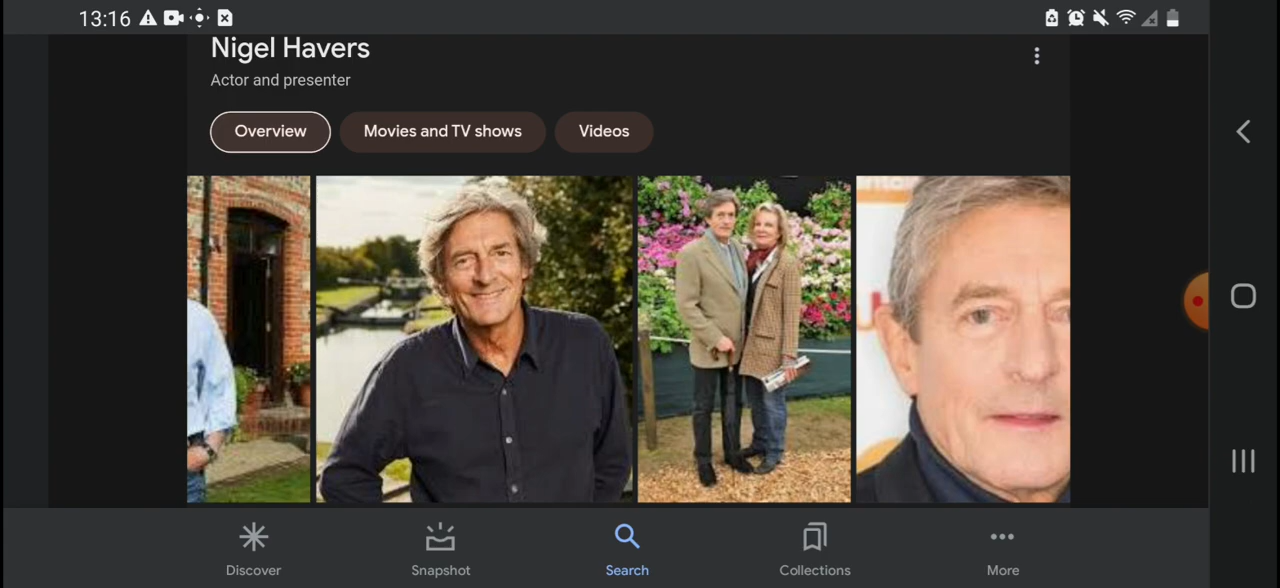 13:16
Nigel Havers
Actor and presenter
Overview
Movies and TV shows
Videos
Discover
Snapshot
Search
Collections
More